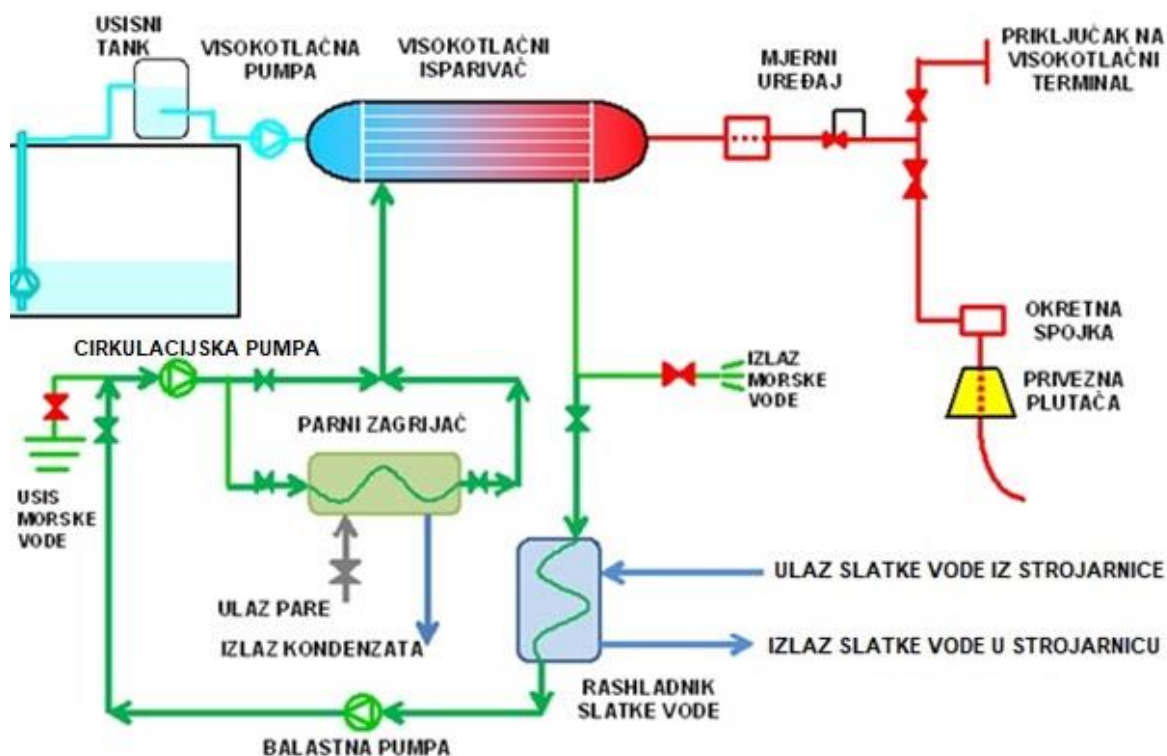 USISNI
TANK
VISOKOTLAČNA
PUMPA
VISOKOTLAČNI
ISPARIVAČ
MJERNI
UREĐAJ
PRIKLJUČAK NA
VISOKOTLAČNI
TERMINAL
OKRETNA
SPOJKA
PRIVEZNA
PLUTAČA
CIRKULACIJSKA PUMPA
IZLAZ
MORSKE
VODE
PARNI ZAGRIJAČ
USIS
MORSKE
VODE
ULAZ PARE
IZLAZ KONDENZATA
ULAZ SLATKE VODE IZ STROJARNICE
IZLAZ SLATKE VODE U STROJARNICU
RASHLADNIK
SLATKE VODE
BALASTNA PUMPA